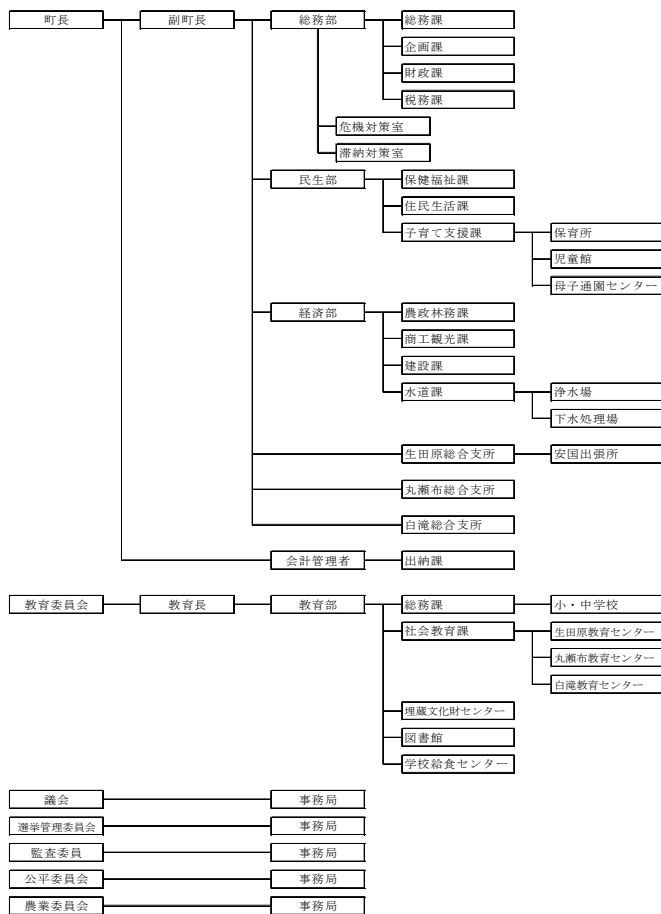 町長 副町長 総務部 総務課
企画課
財政課
税務課
危機対策室
滞納対策室
民生部 保健福祉課
住民生活課
子育て支援課 保育所
児童館
母子通園センター
経済部 農政林務課
商工観光課
建設課
水道課 浄水場
下水処理場
生田原総合支所 安国出張所
丸瀬布総合支所
白滝総合支所
会計管理者 出納課
教育委員会 教育長 教育部 総務課 小・中学校
社会教育課 生田原教育センター
丸瀬布教育センター
白滝教育センター
埋蔵文化財センター
図書館
学校給食センター
議会 事務局
選挙管理委員会 事務局
監査委員 事務局
公平委員会 事務局
農業委員会 事務局